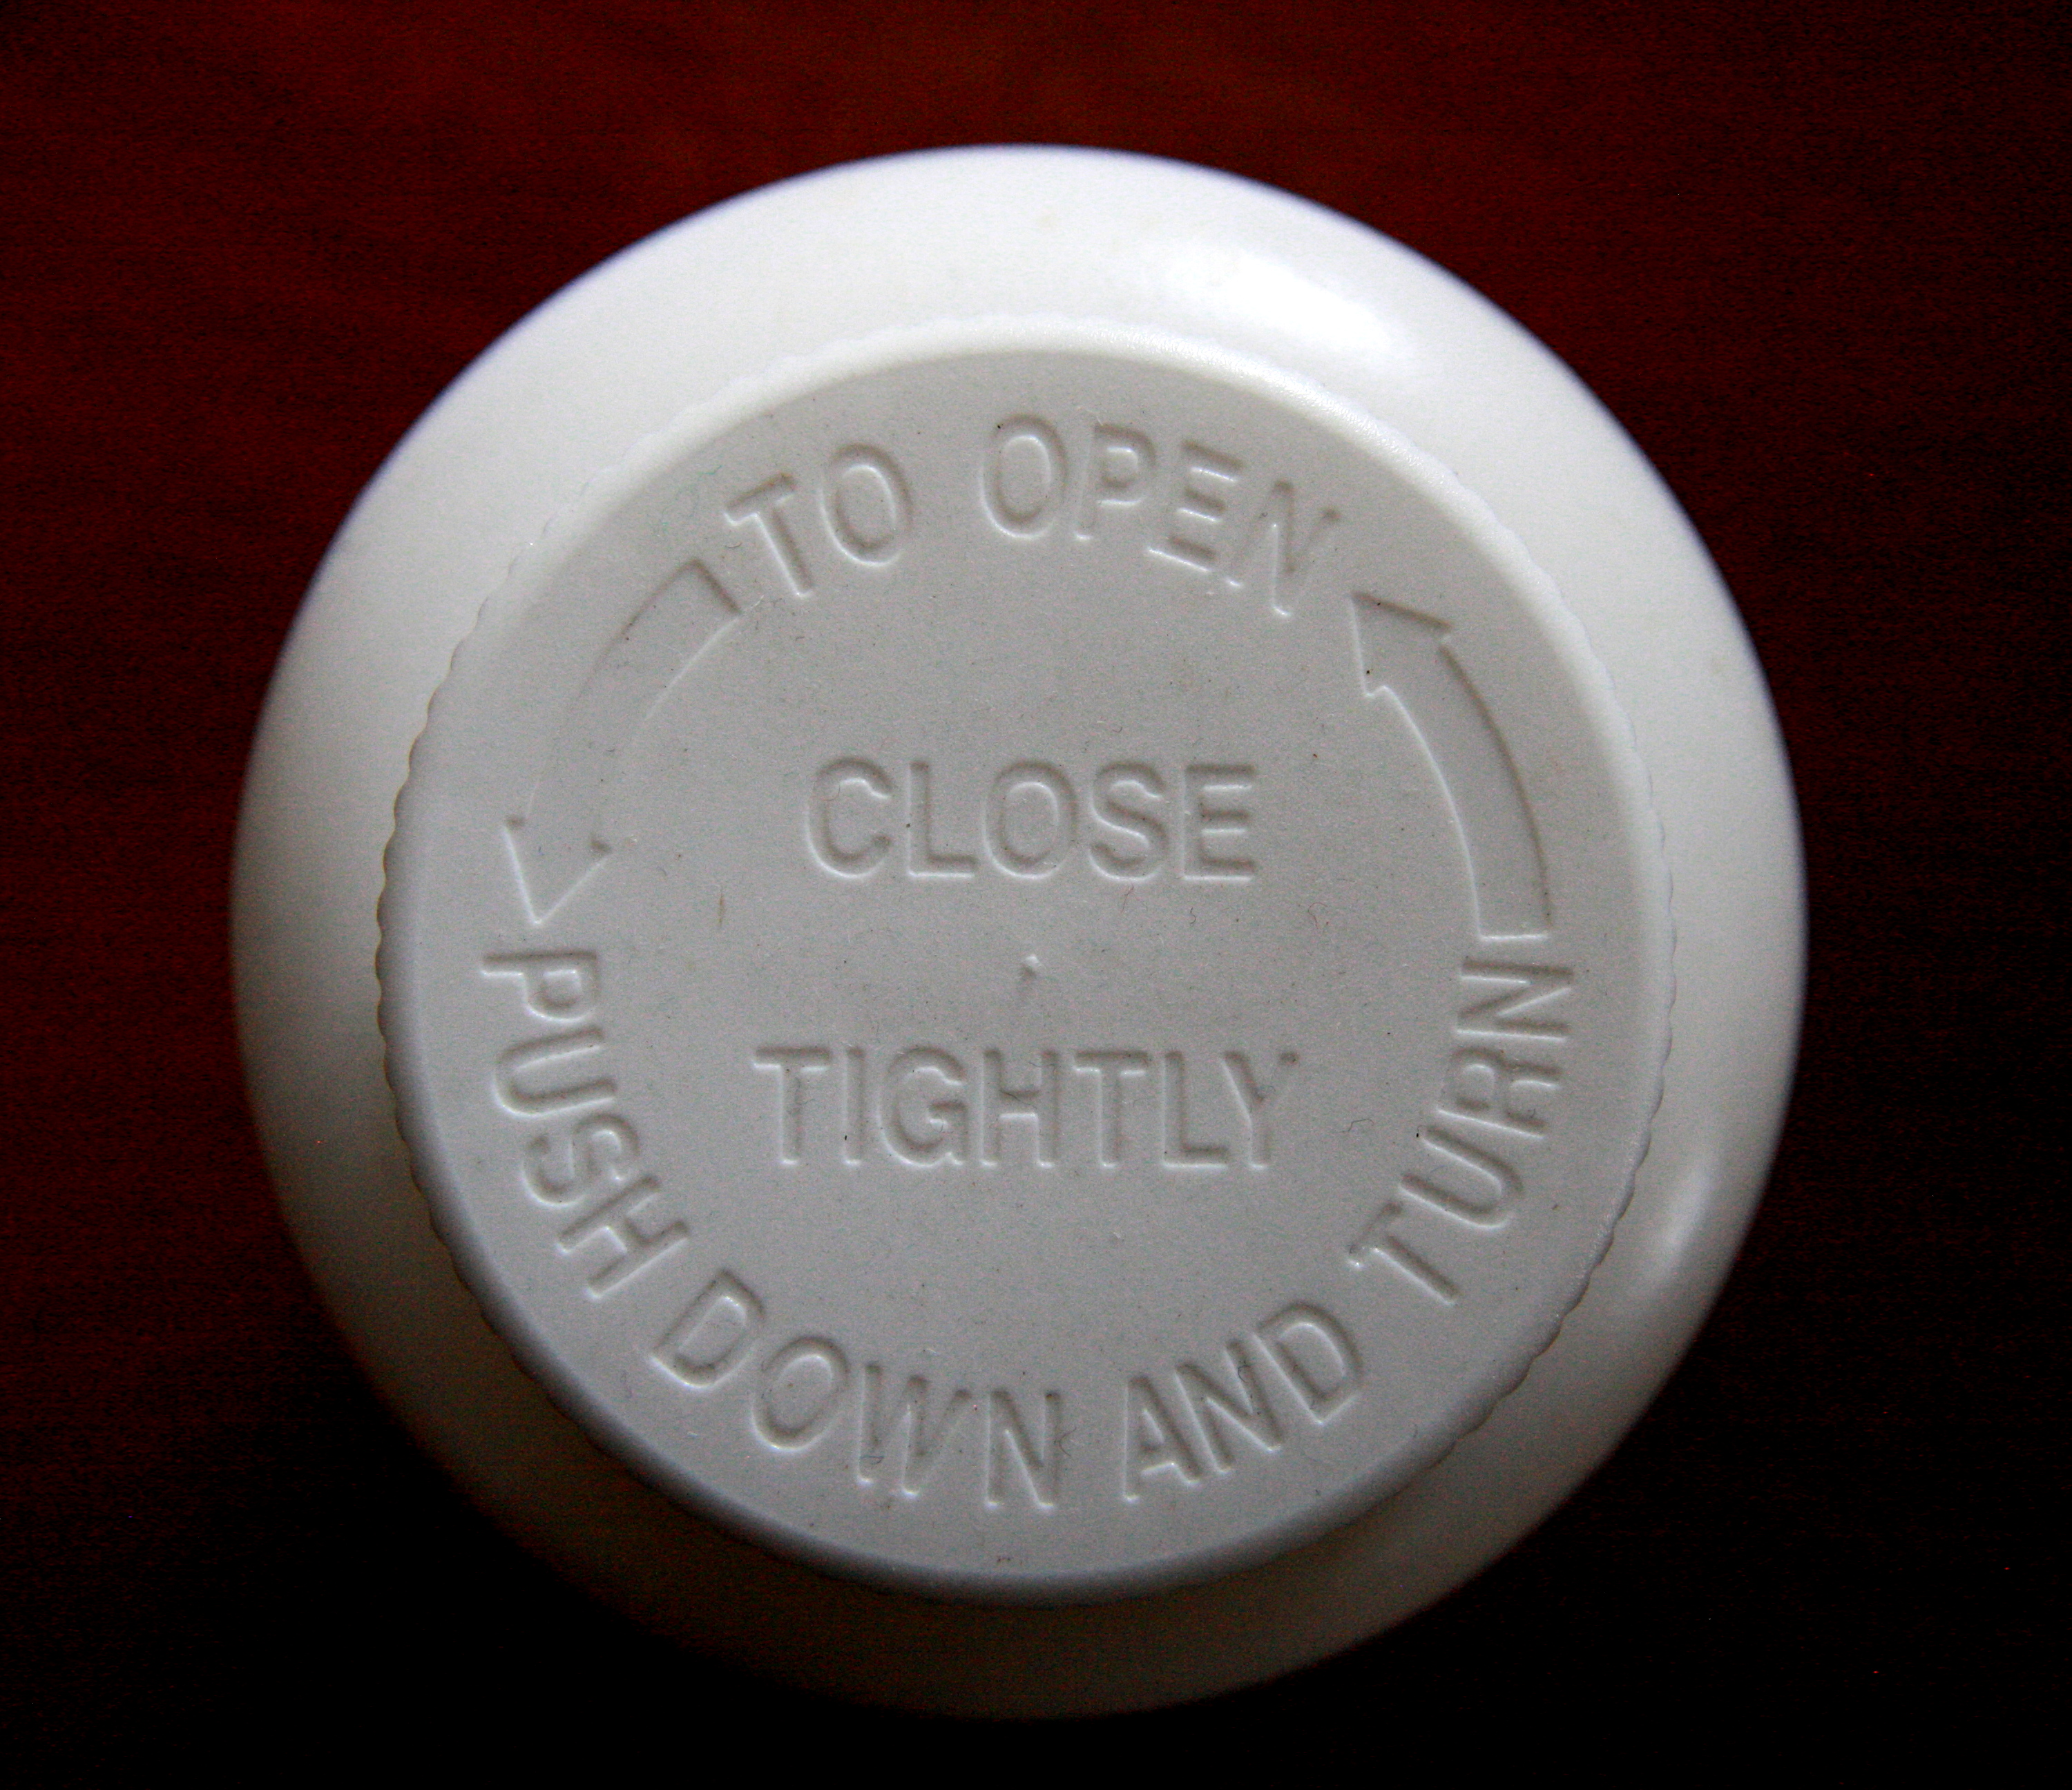 TO OPEN
CLOSE
TIGHTLY
PUSH DOWN AND TURN